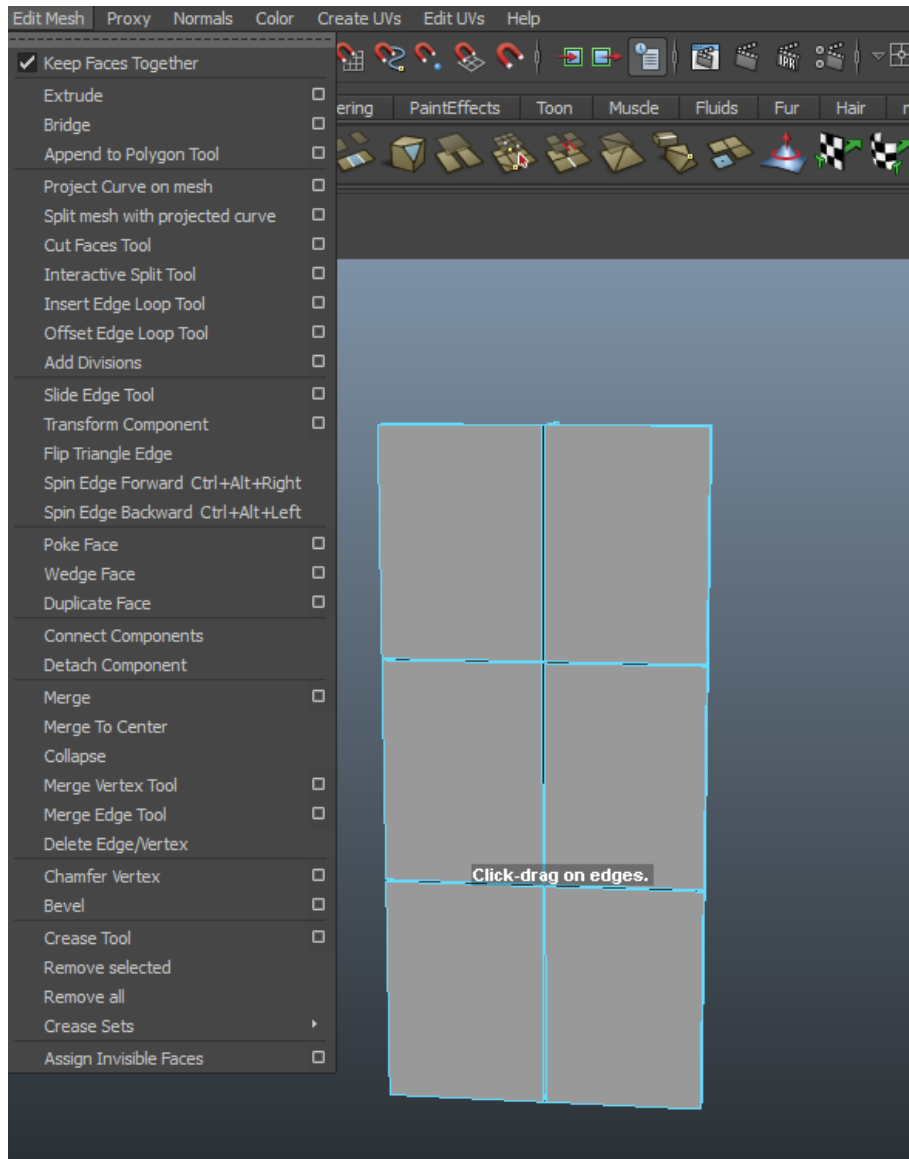 Edit Mesh Proxy Normals Color Create UVs Edit UVs Help
Keep Faces Together
IPR
Extrude
ering PaintEffects Toon Muscle Fluids Fur Hair
Bridge
Append to Polygon Tool
Project Curve on mesh
Split mesh with projected curve
Cut Faces Tool
Interactive Split Tool
Insert Edge Loop Tool
Offset Edge Loop Tool
Add Divisions
Slide Edge Tool
Transform Component
Flip Triangle Edge
Spin Edge Forward Ctrl+Alt+Right
Spin Edge Backward Ctrl+Alt+Left
Poke Face
Wedge Face
Duplicate Face
Connect Components
Detach Component
Merge
Merge To Center
Collapse
Merge Vertex Tool
Merge Edge Tool
Delete Edge/Vertex
Click-drag on edges.
Chamfer Vertex
Bevel
Crease Tool
Remove selected
Remove all
Crease Sets
Assign Invisible Faces